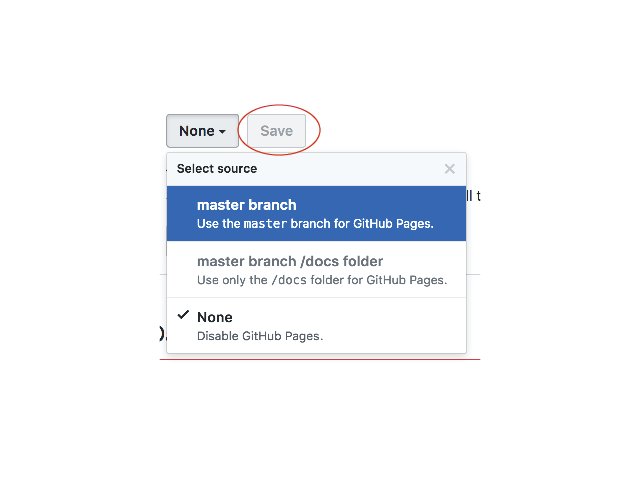 None Save
Select source
ll t
master branch
Use the master branch for GitHub Pages.
master branch /docs folder
Use only the /docs folder for GitHub Pages.
None
Disable GitHub Pages.